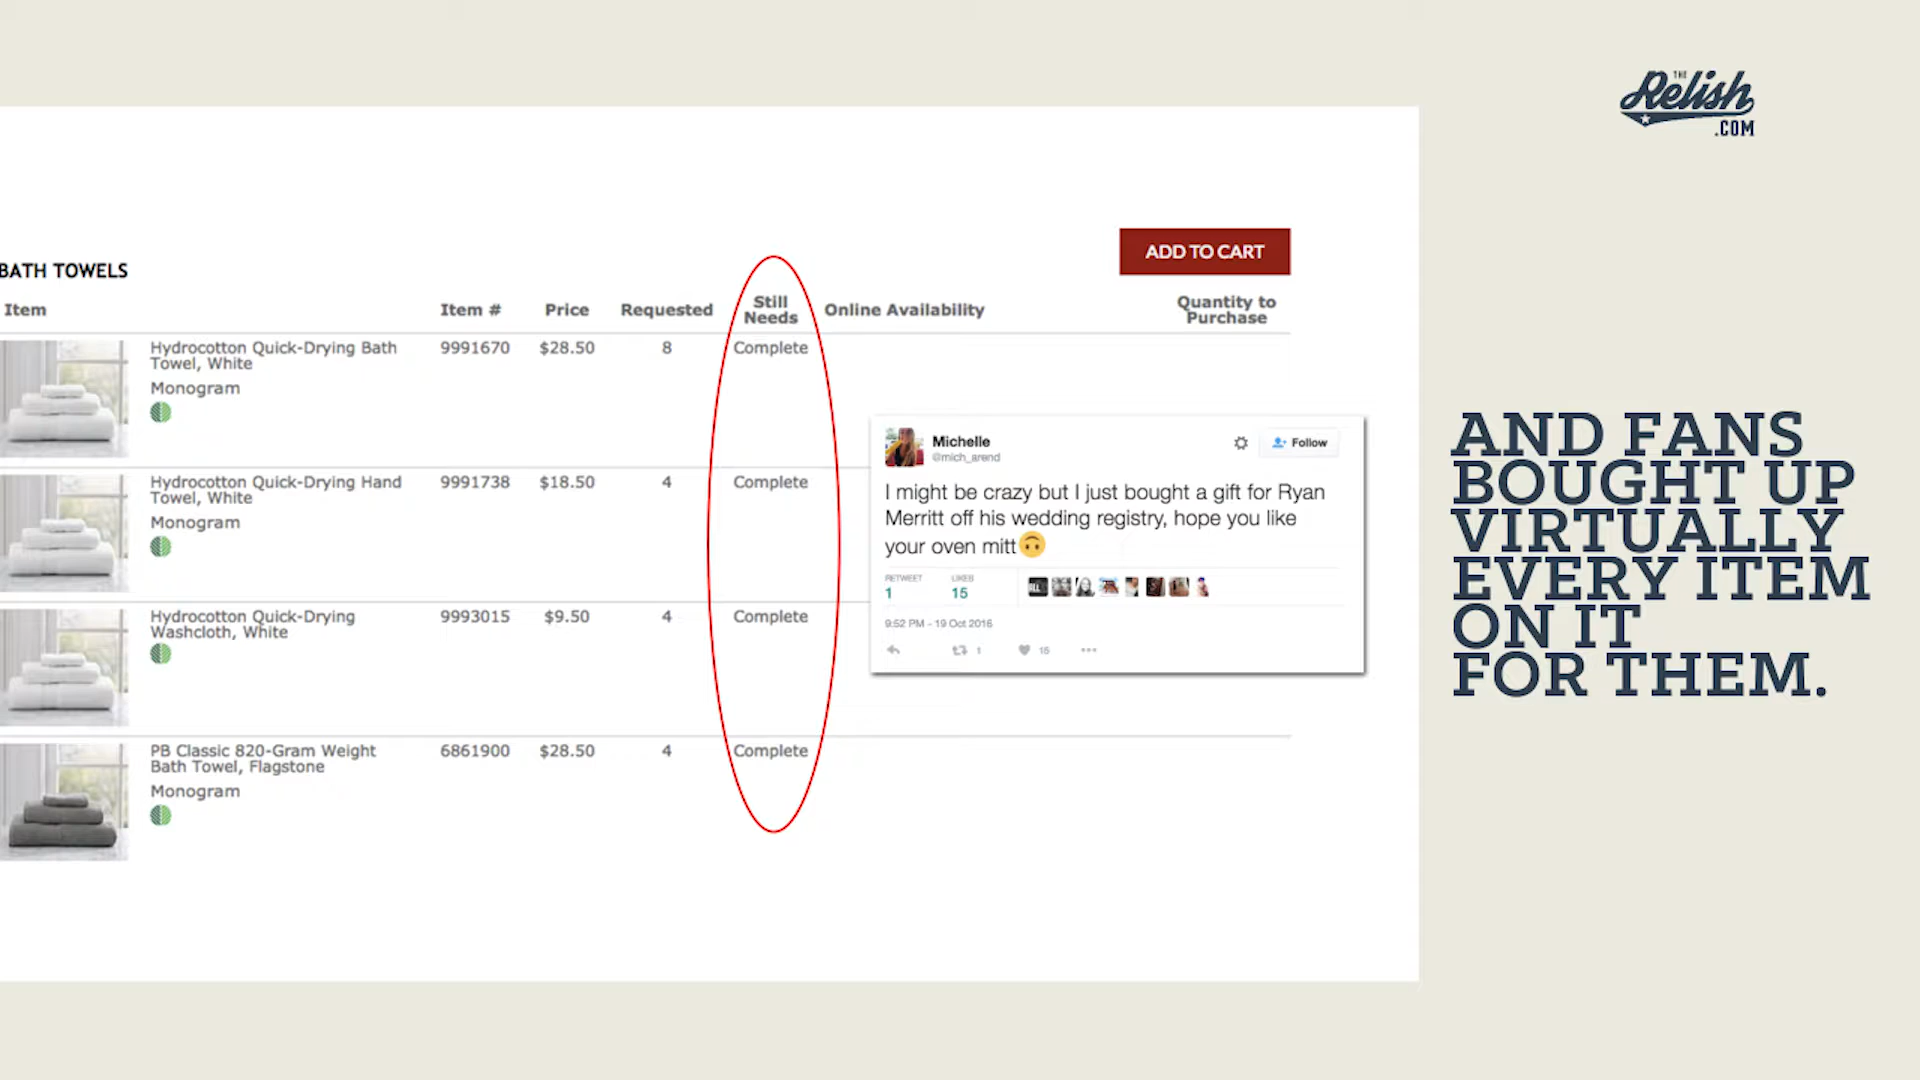 THE
Relish
.COM
ADD TO CART
BATH TOWELS
Item Item # Price Requested Still Needs Online Availability Quantity to Purchase
Hydrocotton Quick-Drying Bath 9991670 $28.50 8 Complete
Towel, White
Monogram
Hydrocotton Quick-Drying Hand 9991738 $18.50 4 Complete
Towel, White
Monogram
Hydrocotton Quick-Drying 9993015 $9.50 4 Complete
Washcloth, White
PB Classic 820-Gram Weight 6861900 $28.50 4 Complete
Bath Towel, Flagstone
Monogram
Michelle
@mich_arend
Follow
I might be crazy but I just bought a gift for Ryan
Merritt off his wedding registry, hope you like
your oven mitt🙃
RETWEET LIKES
1 15
9:52 PM - 19 Oct 2016
1 16
AND FANS
BOUGHT UP
VIRTUALLY
EVERY ITEM
ON IT
FOR THEM.